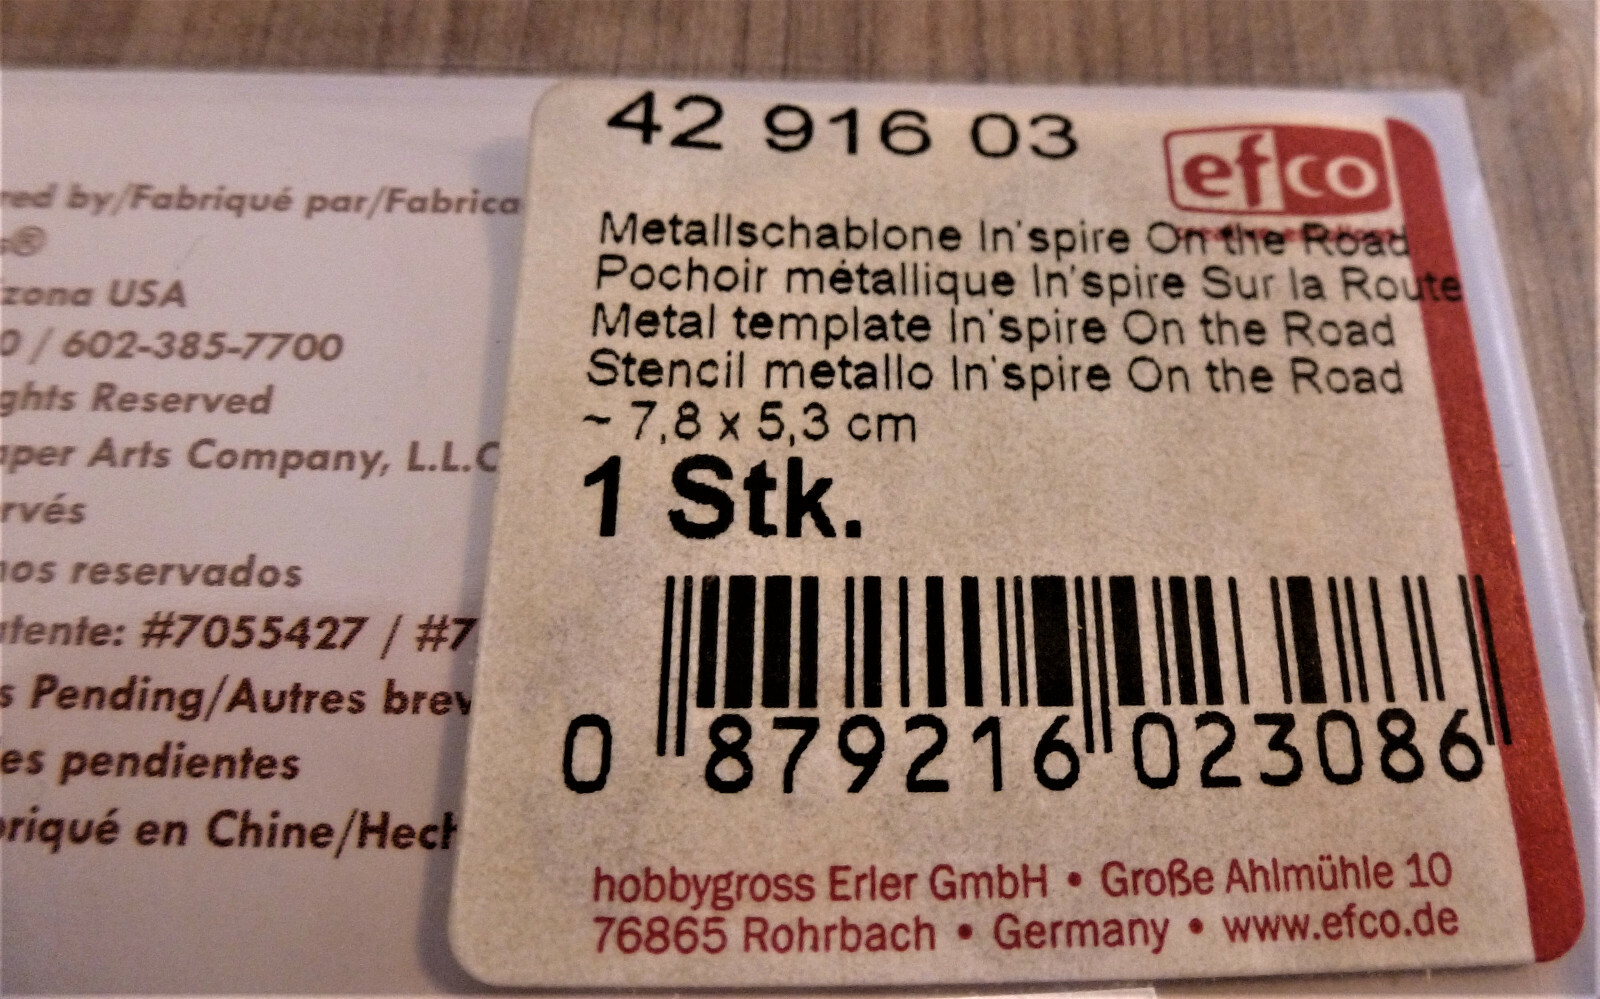 red by/Fabriqué par/Fabrica
s®
zona USA
0 / 602-385-7700
ghts Reserved
aper Arts Company, L.L.C
rvés
nos reservados
atente: #7055427 / #7
s Pending/Autres brev
es pendientes
briqué en Chine/Hech
42 916 03
efco
Metallschablone In'spire On the Road
Pochoir métallique In'spire Sur la Route
Metal template In'spire On the Road
Stencil metallo In'spire On the Road
~ 7,8 x 5,3 cm
1 Stk.
0 879216 023086
hobbygross Erler GmbH • Große Ahlmühle 10
76865 Rohrbach • Germany • www.efco.de